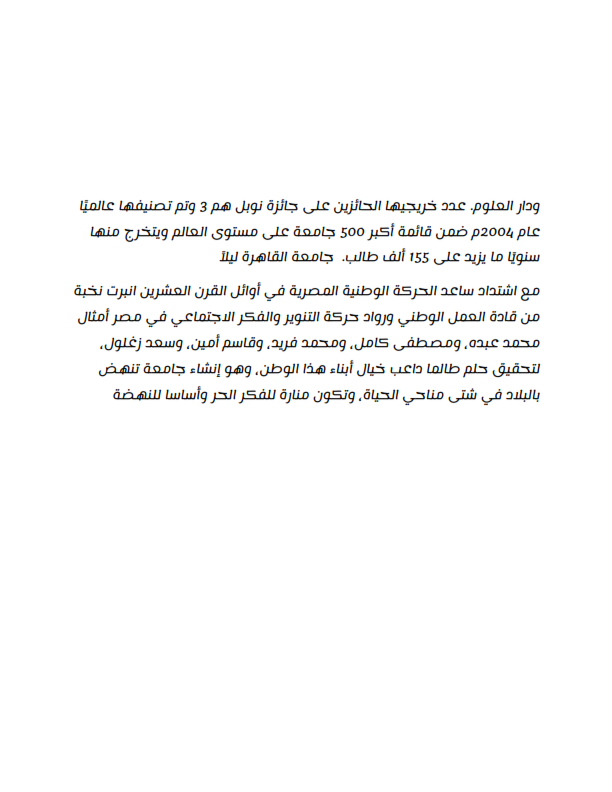 ودار العلوم. عدد خريجيها الحائزين على جائزة نوبل هم 3 وتم تصنيفها عالميًا
عام 2004م ضمن قائمة أكبر 500 جامعة على مستوى العالم ويتخرج منها
سنويًا ما يزيد على 155 ألف طالب. جامعة القاهرة ليلاً
مع اشتداد ساعد الحركة الوطنية المصرية في أوائل القرن العشرين انبرت نخبة
من قادة العمل الوطني ورواد حركة التنوير والفكر الاجتماعي في مصر أمثال
محمد عبده، ومصطفى كامل، ومحمد فريد، وقاسم أمين، وسعد زغلول،
لتحقيق حلم طالما داعب خيال أبناء هذا الوطن، وهو إنشاء جامعة تنهض
بالبلاد في شتى مناحي الحياة، وتكون منارة للفكر الحر وأساسا للنهضة